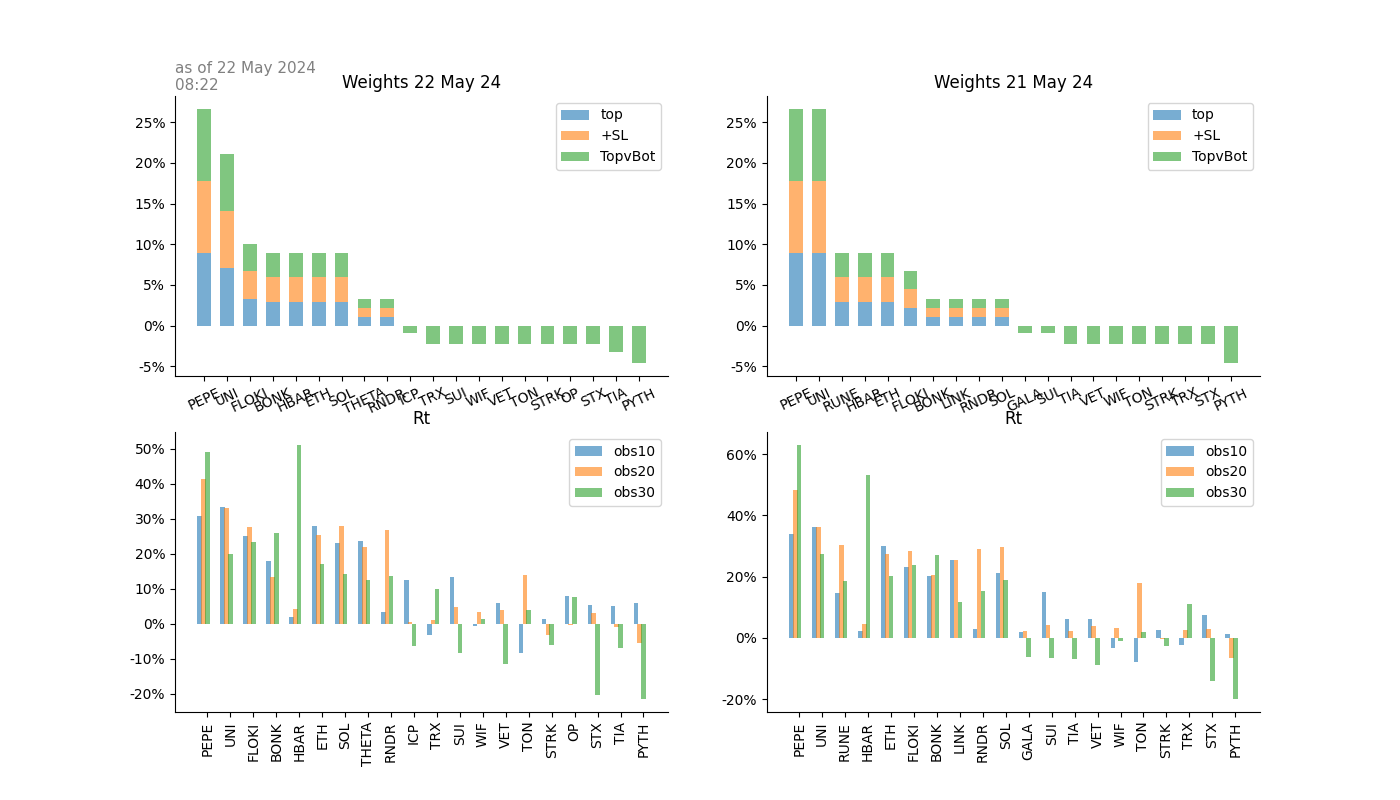 as of 22 May 2024
08:22
Weights 22 May 24
25%
20%
15%
10%
5%
0%
-5%
top
+SL
TopvBot
PEPE UNI FLOKI BONK HBAR ETH SOL THETA RNDR ICP TRX SUI WIF VET TON STRK OP STX TIA PYTH
Weights 21 May 24
25%
20%
15%
10%
5%
0%
-5%
top
+SL
TopvBot
PEPE UNI RUNE HBAR ETH FLOKI BONK LINK RNDR SOL GALA SUI TIA VET WIF TON STRK TRX STX PYTH
Rt
50%
40%
30%
20%
10%
0%
-10%
-20%
obs10
obs20
obs30
PEPE UNI FLOKI BONK HBAR ETH SOL THETA RNDR ICP TRX SUI WIF VET TON STRK OP STX TIA PYTH
Rt
60%
40%
20%
0%
-20%
obs10
obs20
obs30
PEPE UNI RUNE HBAR ETH FLOKI BONK LINK RNDR SOL GALA SUI TIA VET WIF TON STRK TRX STX PYTH